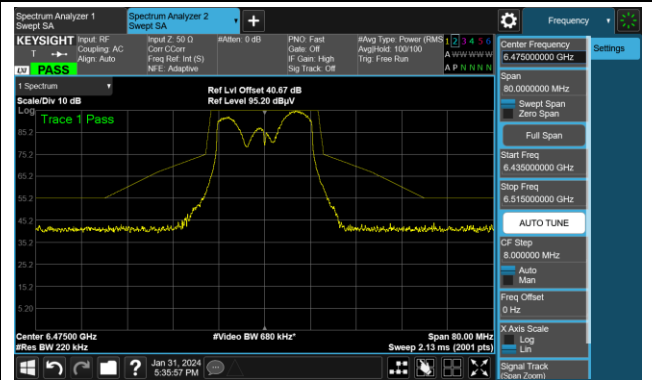 Spectrum Analyzer 1
Swept SA
Spectrum Analyzer 2
Swept SA
Frequency
KEYSIGHT
Input: RF
Coupling: AC
Align: Auto
Input Z: 50 Ω
Corr CCorr
Freq Ref: Int (S)
NFE: Adaptive
#Atten: 0 dB
PNO: Fast
Gate: Off
IF Gain: High
Sig Track: Off
#Avg Type: Power (RMS
Avg|Hold: 100/100
Trig: Free Run
1 2 3 4 5 6
A W W W W W
A P N N N N
T
LXI PASS
1 Spectrum
Scale/Div 10 dB
Ref Lvl Offset 40.67 dB
Ref Level 95.20 dBµV
Log
Trace 1 Pass
85.2
75.2
65.2
55.2
45.2
35.2
25.2
15.2
5.20
Center 6.47500 GHz
#Res BW 220 kHz
#Video BW 680 kHz*
Span 80.00 MHz
Sweep 2.13 ms (2001 pts)
Center Frequency
6.475000000 GHz
Settings
Span
80.0000000 MHz
Swept Span
Zero Span
Full Span
Start Freq
6.435000000 GHz
Stop Freq
6.515000000 GHz
AUTO TUNE
CF Step
8.000000 MHz
Auto
Man
Freq Offset
0 Hz
X Axis Scale
Log
Lin
Signal Track
(Span Zoom)
Jan 31, 2024
5:35:57 PM